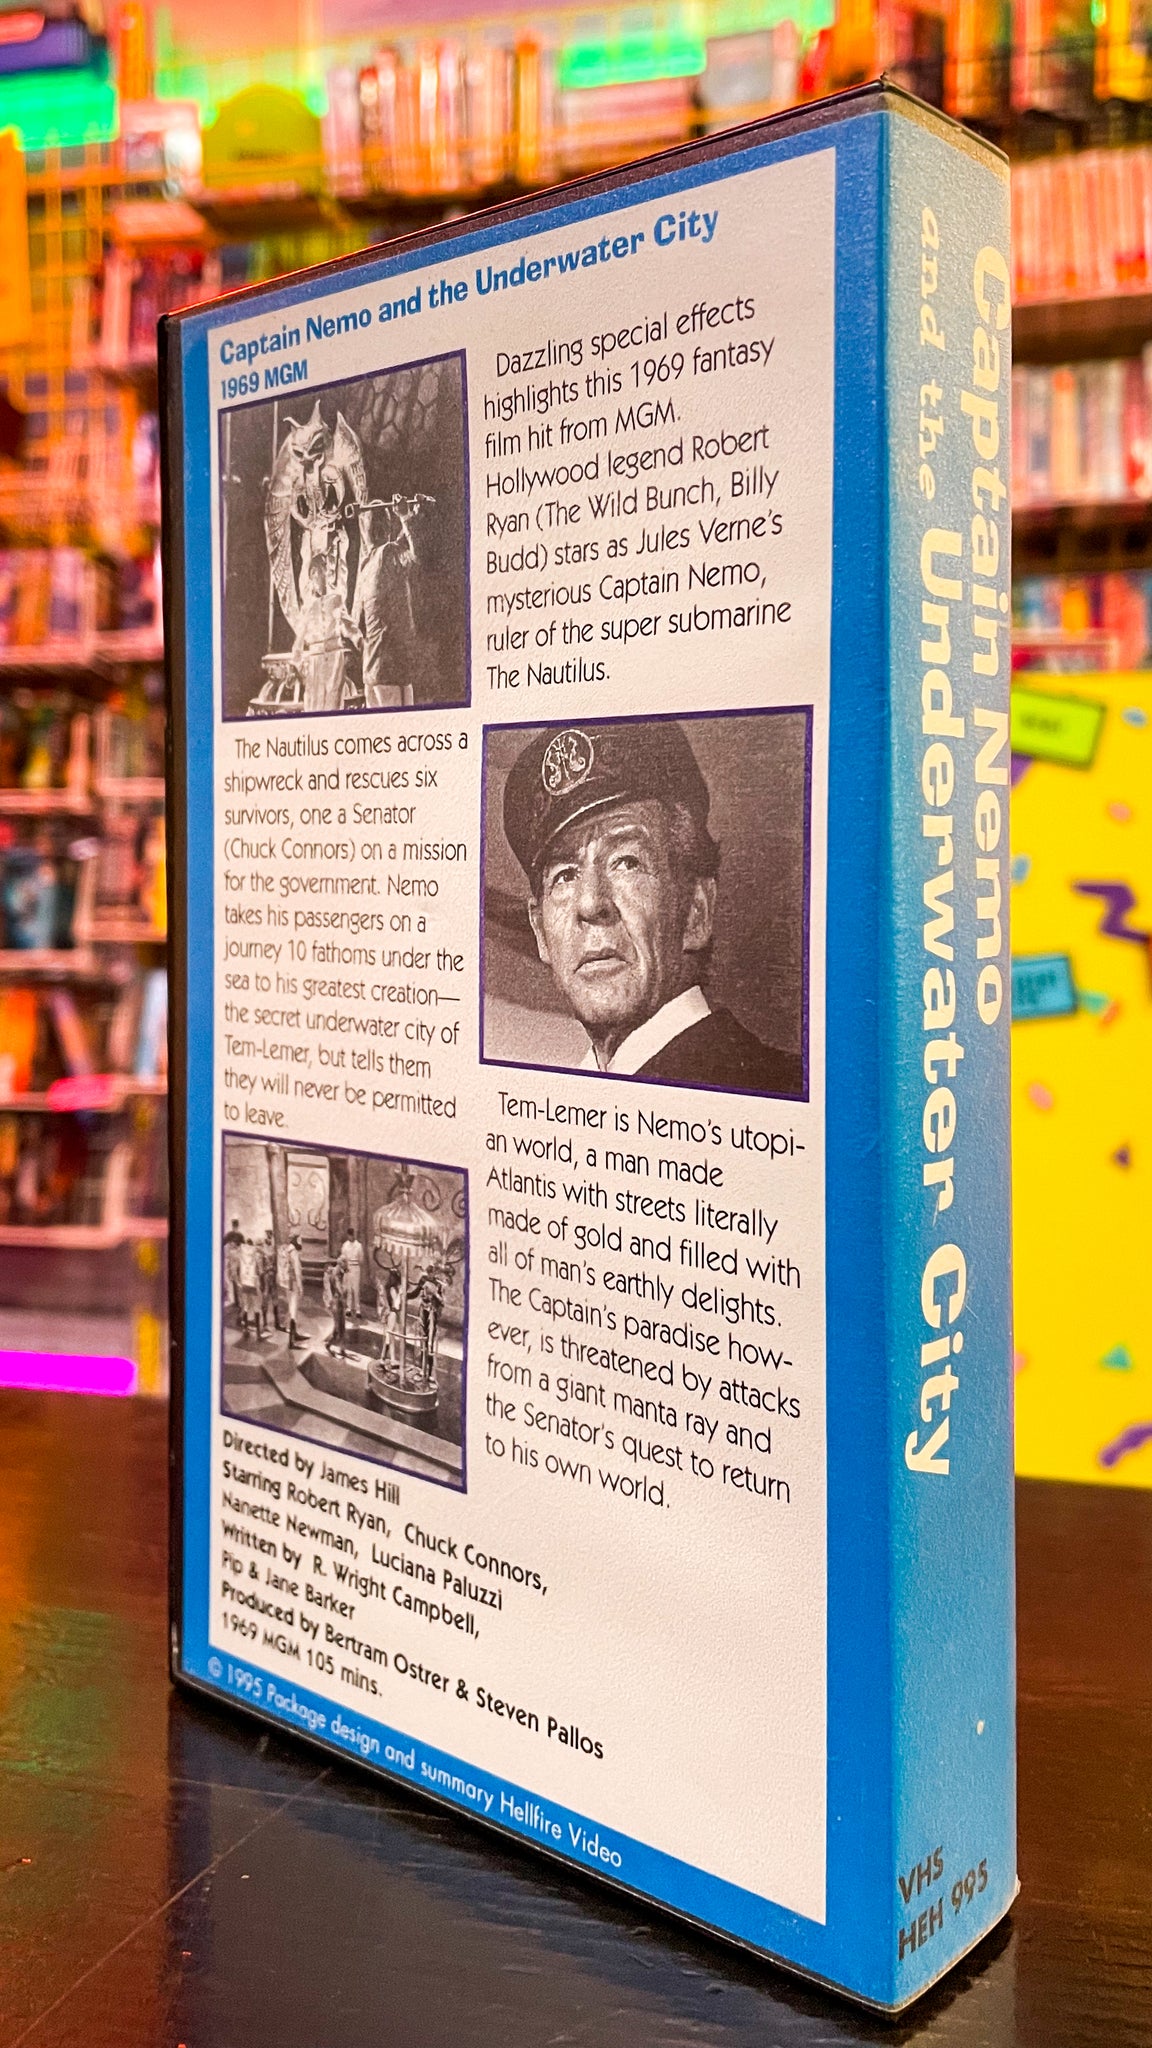 Captain Nemo and the Underwater City
1969 MGM
Dazzling special effects
highlights this 1969 fantasy
film hit from MGM.
Hollywood legend Robert
Ryan (The Wild Bunch, Billy
Budd) stars as Jules Verne's
mysterious Captain Nemo,
ruler of the super submarine
The Nautilus.
The Nautilus comes across a
shipwreck and rescues six
survivors, one a Senator
(Chuck Connors) on a mission
for the government. Nemo
takes his passengers on a
journey 10 fathoms under the
sea to his greatest creation—
the secret underwater city of
Tem-Lemer, but tells them
they will never be permitted
to leave.
Tem-Lemer is Nemo's utopi-
an world, a man made
Atlantis with streets literally
made of gold and filled with
all of man's earthly delights.
The Captain's paradise how-
ever, is threatened by attacks
from a giant manta ray and
the Senator's quest to return
to his own world.
Directed by James Hill
Starring Robert Ryan, Chuck Connors,
Nanette Newman, Luciana Paluzzi
Written by R. Wright Campbell,
Pip & Jane Barker
Produced by Bertram Ostrer & Steven Pallos
1969 MGM 105 mins.
© 1995 Package design and summary Hellfire Video
Captain Nemo
and the Underwater City
VHS
HEH 995